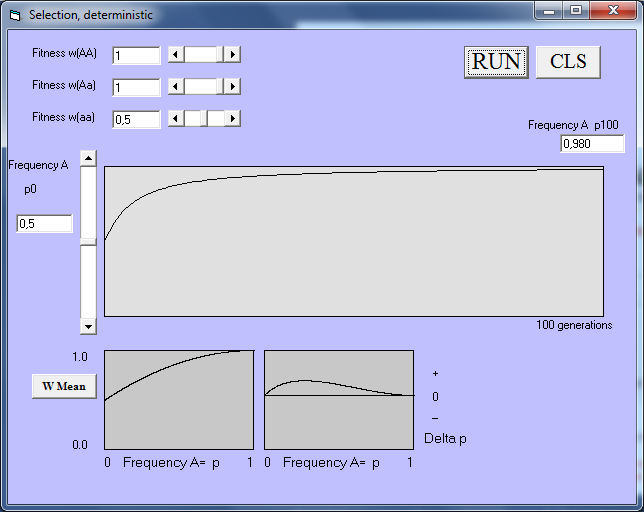 Selection, deterministic
Fitness w(AA) 1
RUN CLS
Fitness w(Aa) 1
Fitness w(aa) 0,5
Frequency A p100
0,980
Frequency A
p0
0,5
100 generations
1.0
W Mean
0.0
+
0
–
Delta p
0 Frequency A= p 1
0 Frequency A= p 1